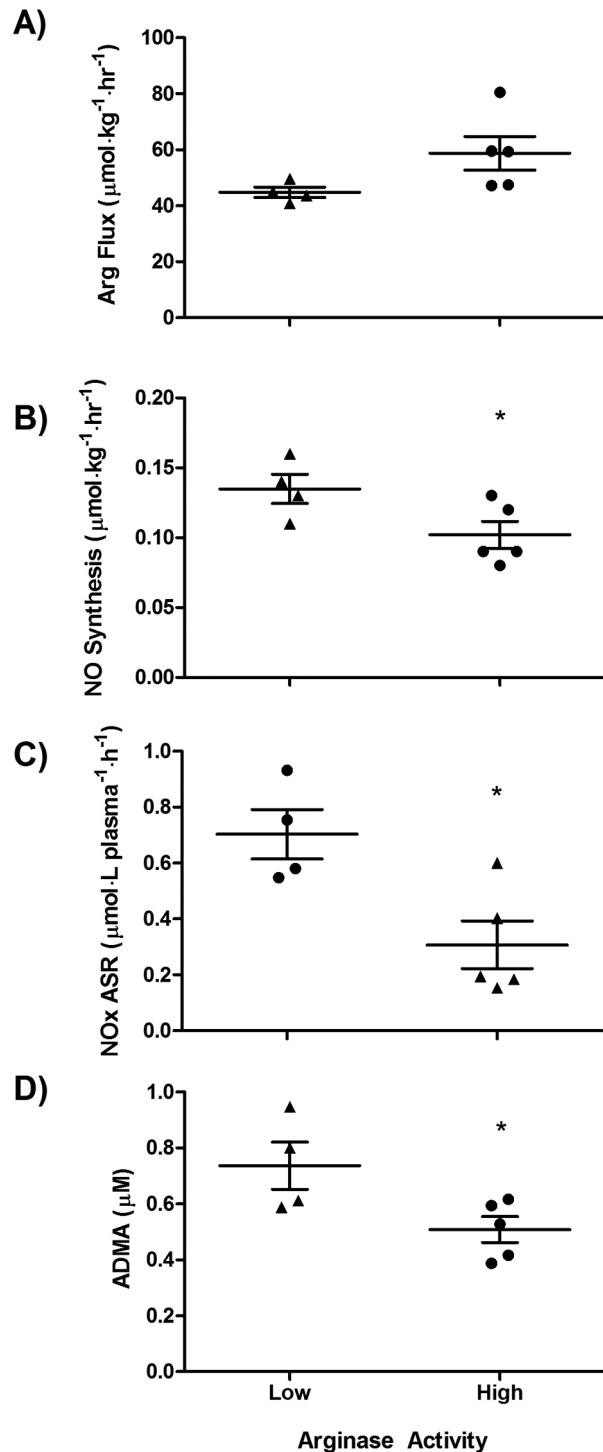 A)
Arg Flux (μmol·kg⁻¹·hr⁻¹)
100
80
60
40
20
0
B)
NO Synthesis (μmol·kg⁻¹·hr⁻¹)
0.20
0.15
0.10
0.05
0.00
*
C)
NOx ASR (μmol·L plasma⁻¹·h⁻¹)
1.0
0.8
0.6
0.4
0.2
0.0
*
D)
ADMA (μM)
1.0
0.8
0.6
0.4
0.2
0.0
*
Low High
Arginase Activity